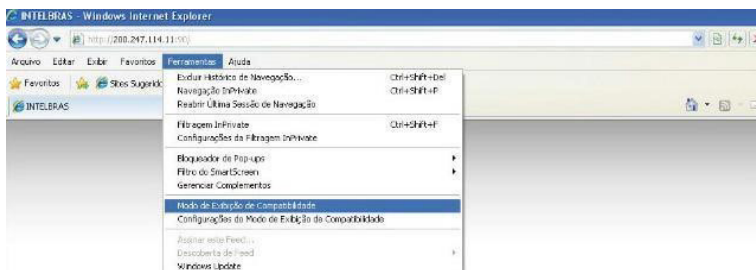 INTELBRAS - Windows Internet Explorer
http://200.247.114.11:90/
Arquivo Editar Exibir Favoritos Ferramentas Ajuda
Favoritos Sites Sugerido
INTELBRAS
Excluir Histórico de Navegação... Ctrl+Shift+Del
Navegação InPrivate Ctrl+Shift+P
Reabrir Última Sessão de Navegação
Filtragem InPrivate Ctrl+Shift+F
Configurações da Filtragem InPrivate
Bloqueador de Pop-ups
Filtro do SmartScreen
Gerenciar Complementos
Modo de Exibição de Compatibilidade
Configurações do Modo de Exibição de Compatibilidade
Assinar este Feed...
Descoberta de Feed
Windows Update